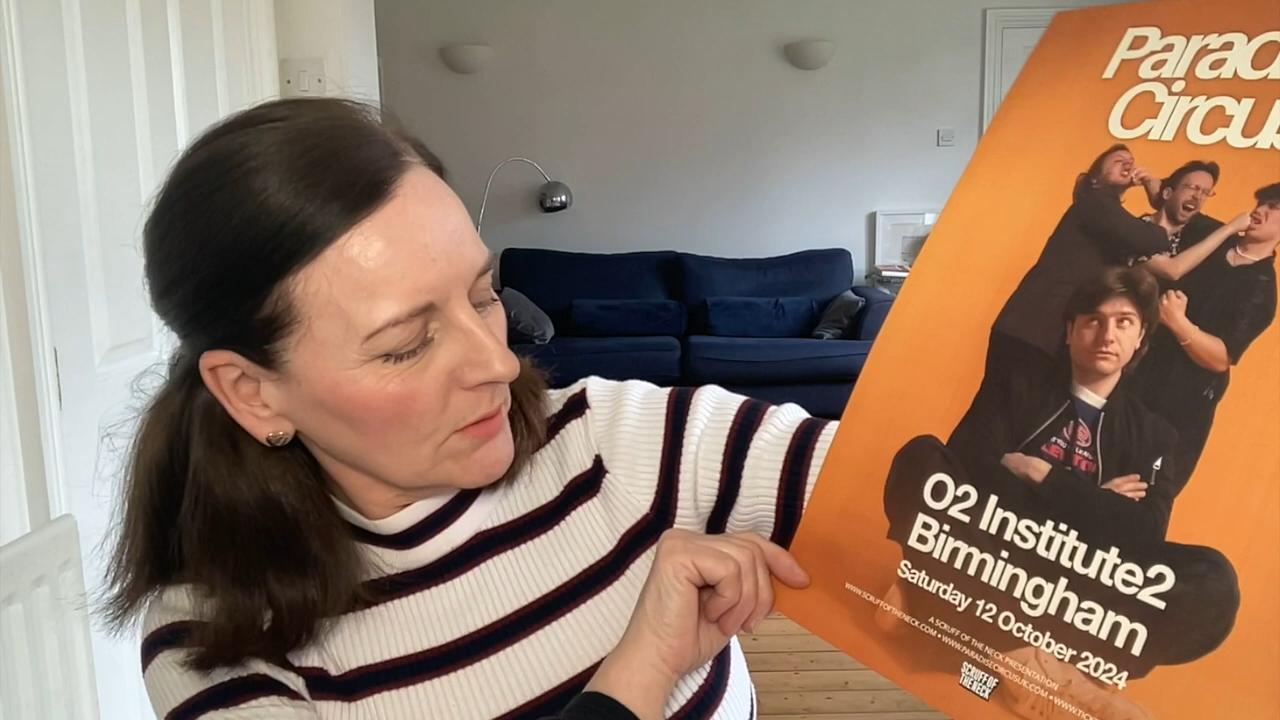 Parad
Circus
O2 Institute2
Birmingham
Saturday 12 October 2024
A SCRUFF OF THE NECK PRESENTATION
WWW.SCRUFFOFTHENECK.COM • WWW.PARADISECIRCUSUK.COM • WWW.TICK
SCRUFF OF
THE NECK